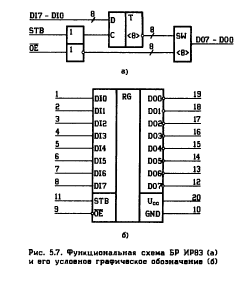 DI7 - DI0 8 D T 8 SW DO7 - DO0
STB 1 C <8>
OE 1 8 <8>
а)
1 DI0 RG DO0 19
2 DI1 DO1 18
3 DI2 DO2 17
4 DI3 DO3 16
5 DI4 DO4 15
6 DI5 DO5 14
7 DI6 DO6 13
8 DI7 DO7 12
11 STB Ucc 20
9 OE GND 10
б)
Рис. 5.7. Функциональная схема БР ИР83 (а)
и его условное графическое обозначение (б)